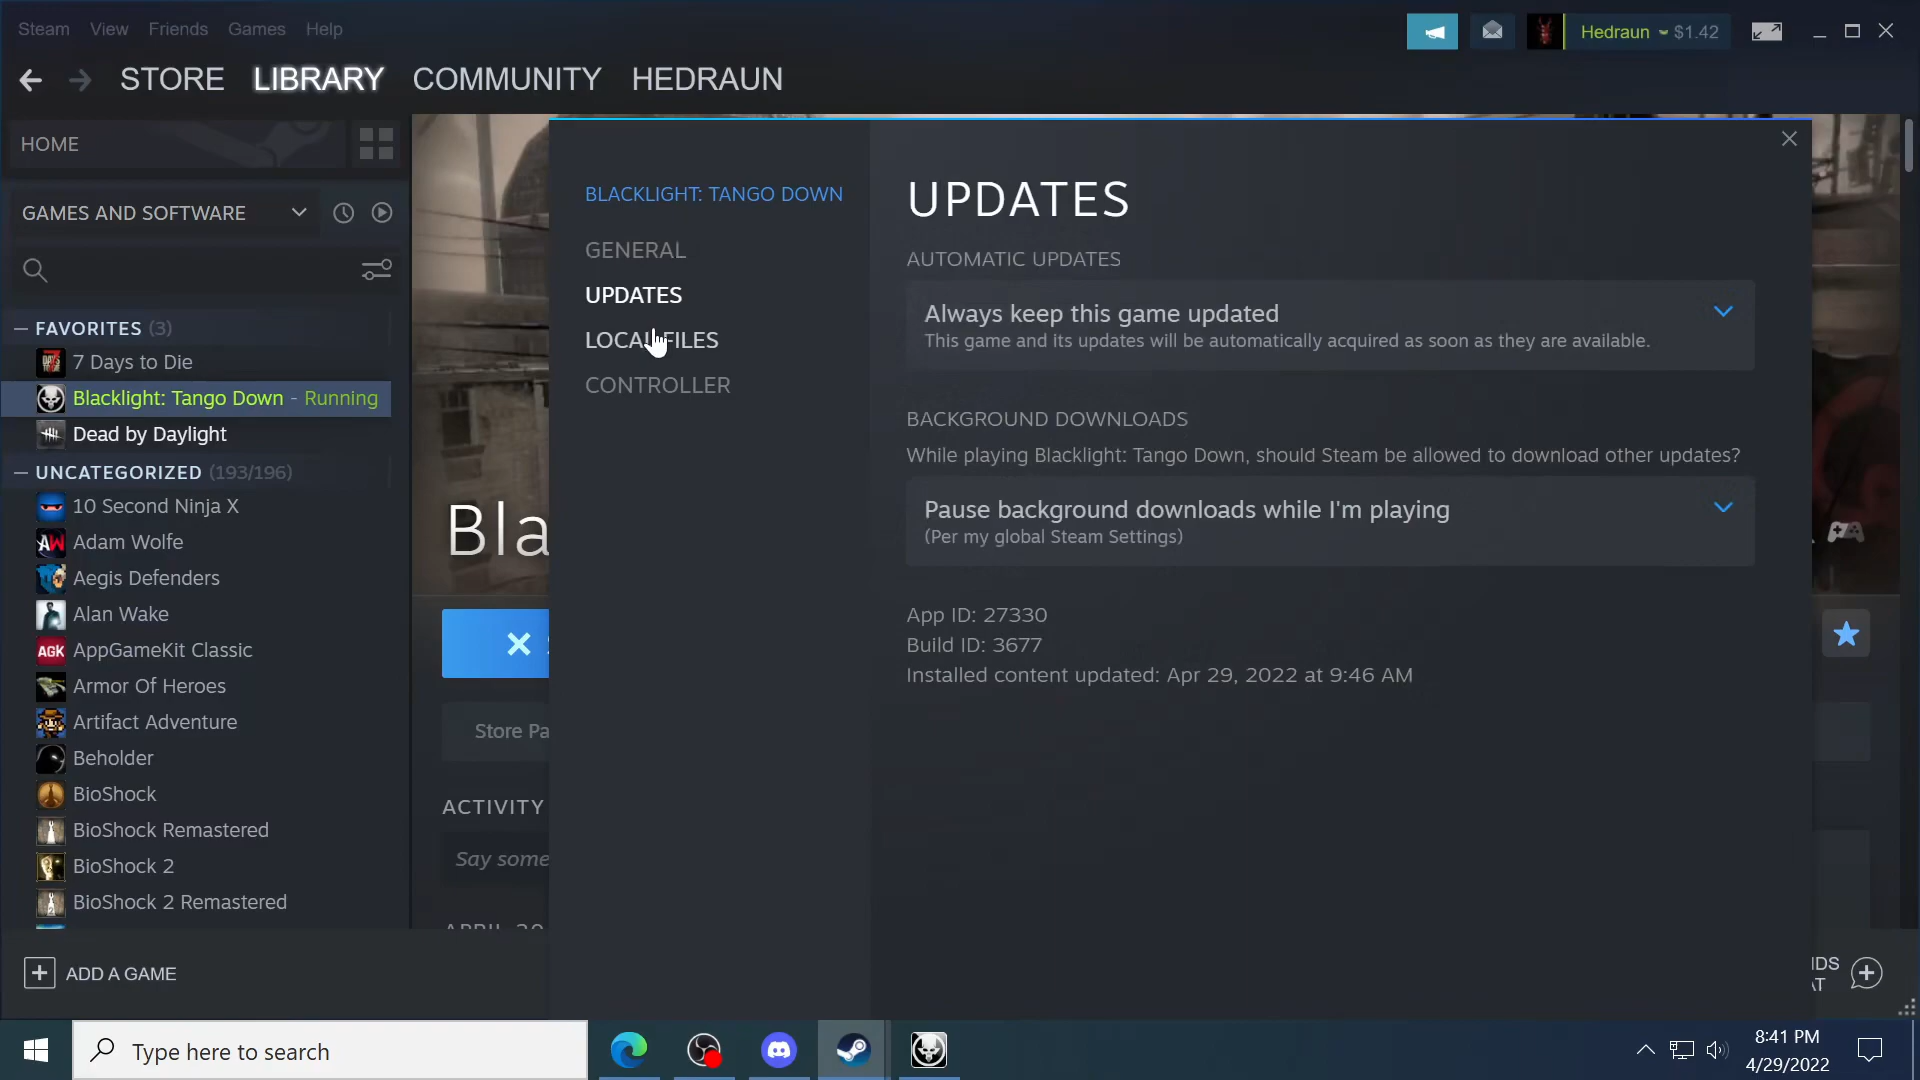 Steam View Friends Games Help
Hedraun $1.42
STORE LIBRARY COMMUNITY HEDRAUN
HOME
GAMES AND SOFTWARE
FAVORITES (3)
7 Days to Die
Blacklight: Tango Down - Running
Dead by Daylight
UNCATEGORIZED (193/196)
10 Second Ninja X
Adam Wolfe
Aegis Defenders
Alan Wake
AGK AppGameKit Classic
Armor Of Heroes
Artifact Adventure
Beholder
BioShock
BioShock Remastered
BioShock 2
BioShock 2 Remastered
ADD A GAME
Bla
Store Pa
ACTIVITY
Say some
BLACKLIGHT: TANGO DOWN
GENERAL
UPDATES
LOCAL FILES
CONTROLLER
UPDATES
AUTOMATIC UPDATES
Always keep this game updated
This game and its updates will be automatically acquired as soon as they are available.
BACKGROUND DOWNLOADS
While playing Blacklight: Tango Down, should Steam be allowed to download other updates?
Pause background downloads while I'm playing
(Per my global Steam Settings)
App ID: 27330
Build ID: 3677
Installed content updated: Apr 29, 2022 at 9:46 AM
NDS
AT
Type here to search
8:41 PM
4/29/2022